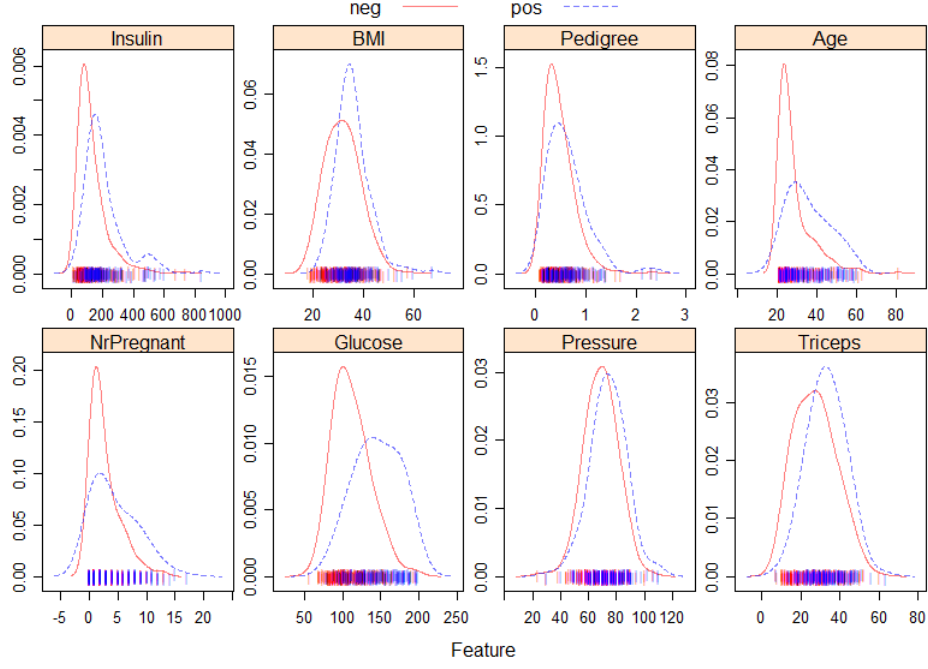 neg pos
Insulin BMI Pedigree Age
0.000 0.002 0.004 0.006
0.00 0.02 0.04 0.06
0.0 0.5 1.0 1.5
0.00 0.02 0.04 0.06 0.08
0 200 400 600 800 1000
20 40 60
0 1 2 3
20 40 60 80
NrPregnant Glucose Pressure Triceps
0.00 0.05 0.10 0.15 0.20
0.000 0.005 0.010 0.015
0.00 0.01 0.02 0.03
0.00 0.01 0.02 0.03
-5 0 5 10 15 20
50 100 150 200 250
20 40 60 80 100 120
0 20 40 60 80
Feature